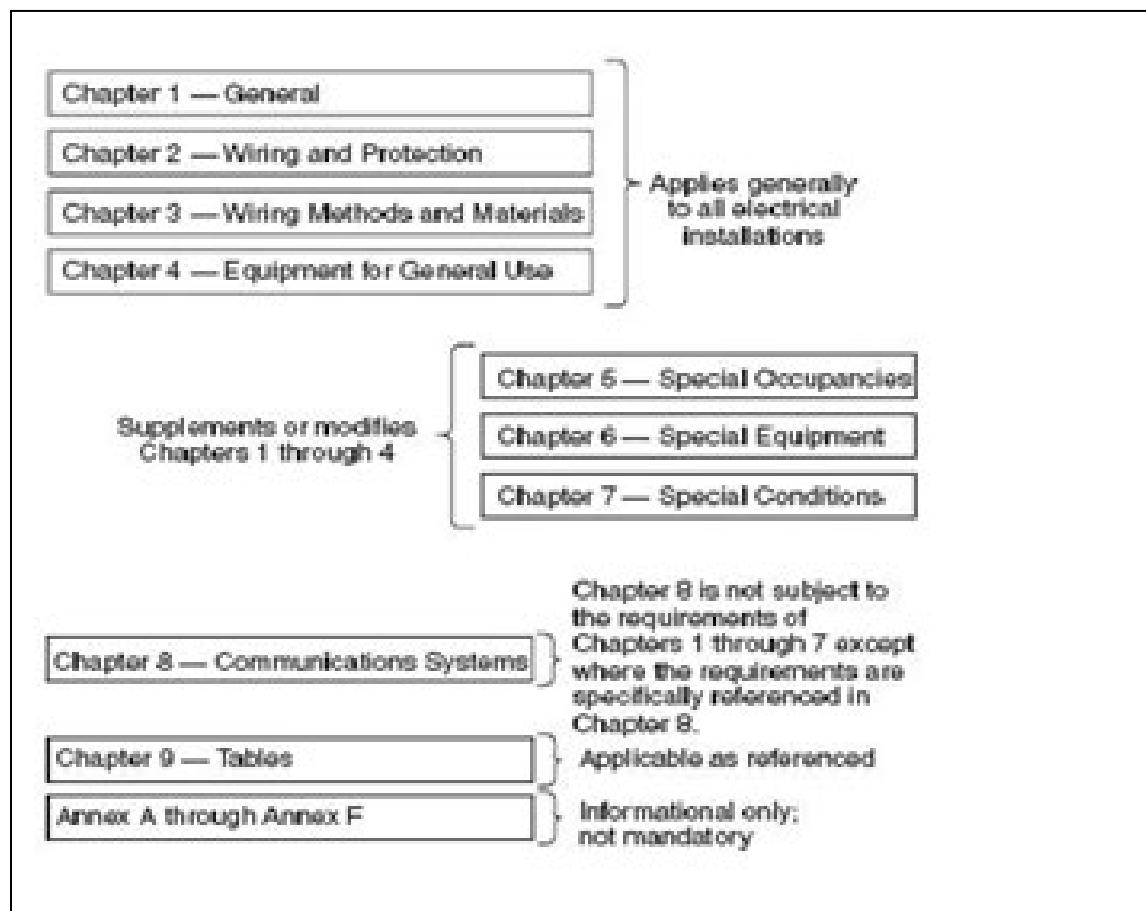 Chapter 1 — General
Chapter 2 — Wiring and Protection
Chapter 3 — Wiring Methods and Materials
Chapter 4 — Equipment for General Use
Applies generally
to all electrical
installations
Supplements or modifies
Chapters 1 through 4
Chapter 5 — Special Occupancies
Chapter 6 — Special Equipment
Chapter 7 — Special Conditions
Chapter 8 — Communications Systems
Chapter 8 is not subject to
the requirements of
Chapters 1 through 7 except
where the requirements are
specifically referenced in
Chapter 8.
Chapter 9 — Tables
Applicable as referenced
Annex A through Annex F
Informational only;
not mandatory